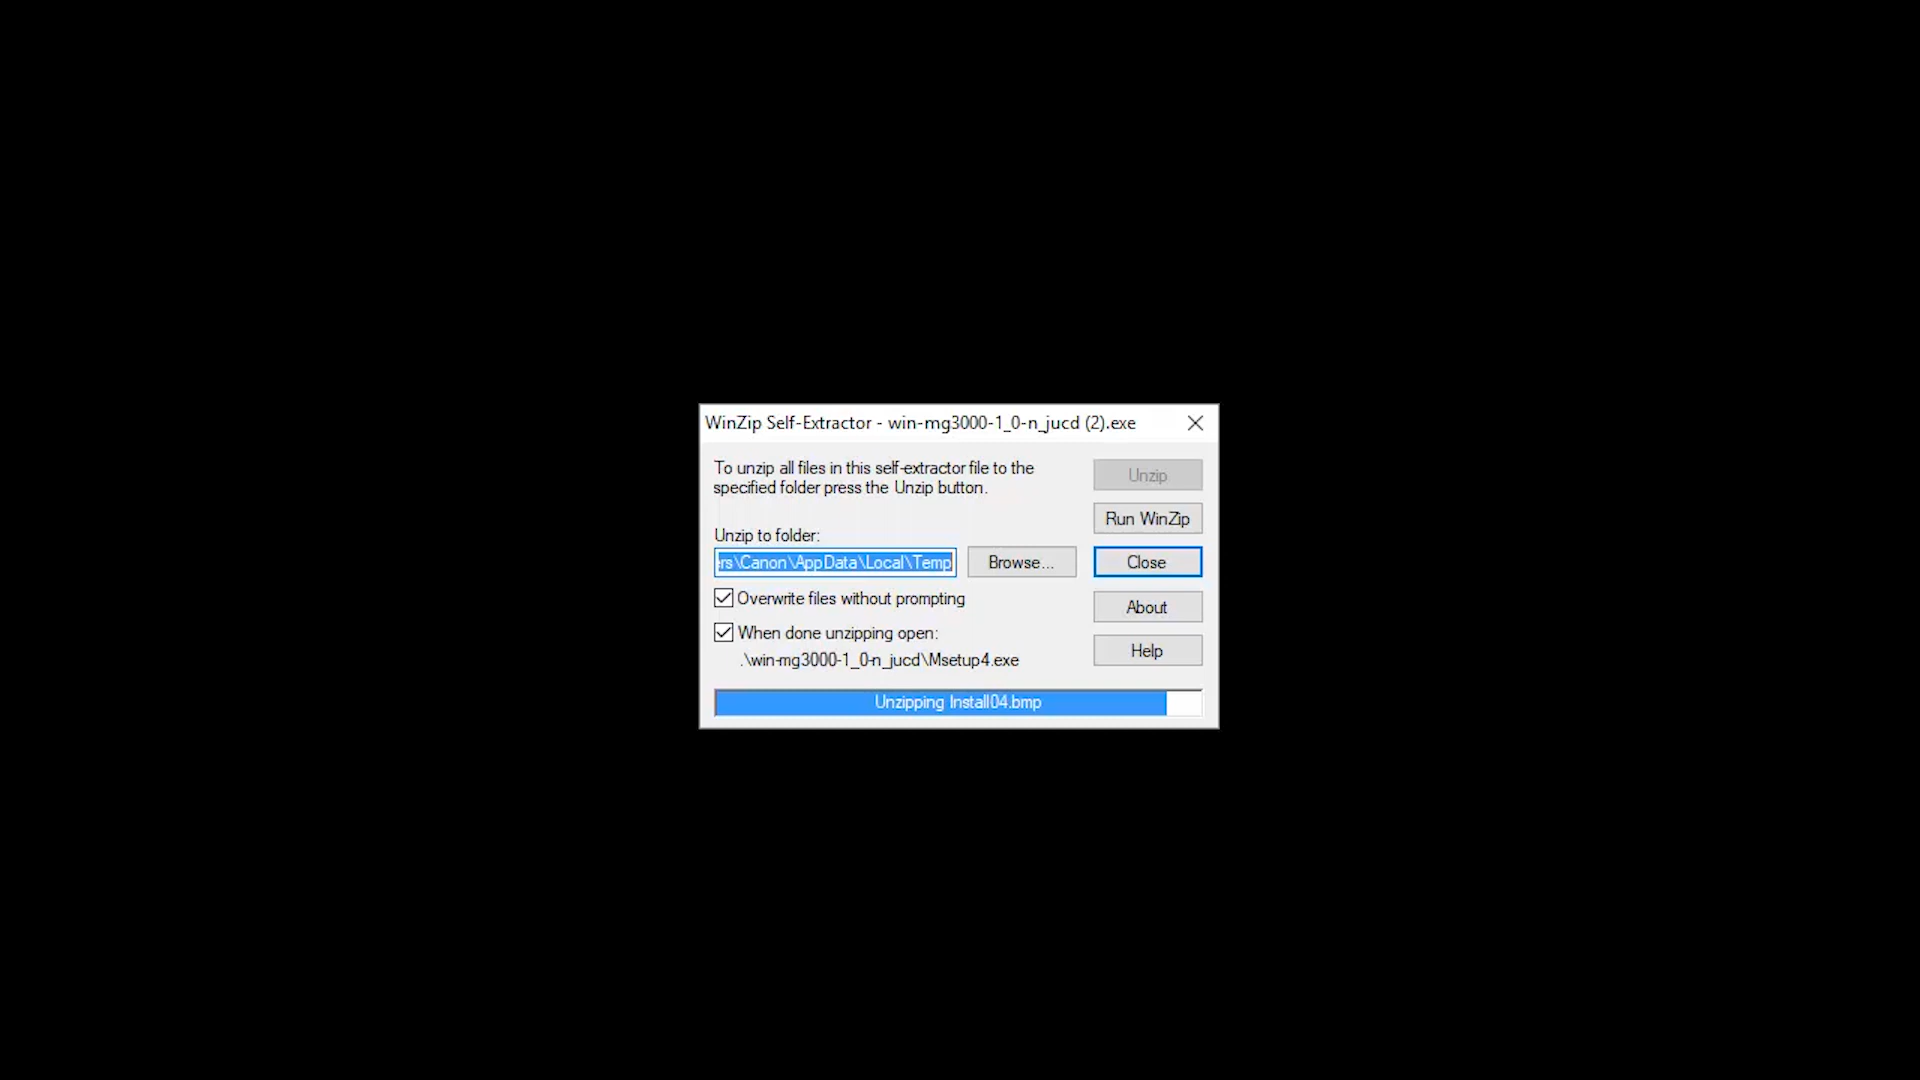 WinZip Self-Extractor - win-mg3000-1_0-n_jucd (2).exe
To unzip all files in this self-extractor file to the
specified folder press the Unzip button.
Unzip
Run WinZip
Unzip to folder:
ers\Canon\AppData\Local\Temp
Browse...
Close
Overwrite files without prompting
About
When done unzipping open:
.\win-mg3000-1_0-n_jucd\Msetup4.exe
Help
Unzipping Install04.bmp